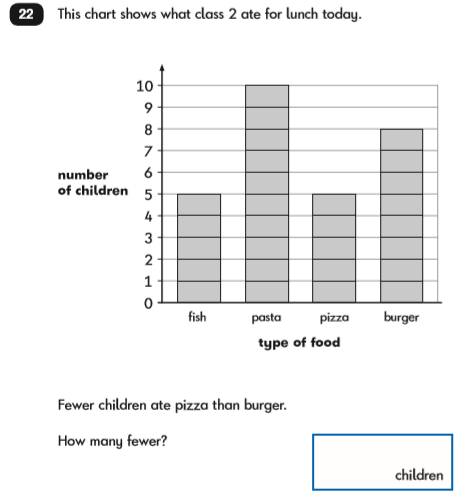 22 This chart shows what class 2 ate for lunch today.
10
9
8
7
6
5
4
3
2
1
0
number
of children
fish pasta pizza burger
type of food
Fewer children ate pizza than burger.
How many fewer?
children